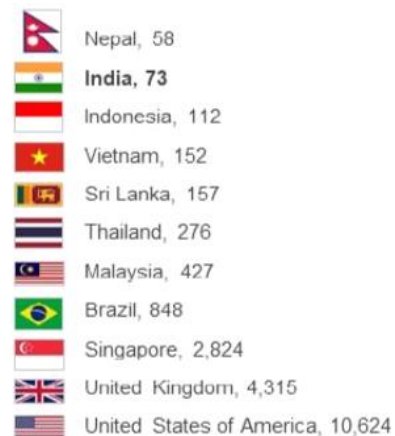 Nepal, 58
India, 73
Indonesia, 112
Vietnam, 152
Sri Lanka, 157
Thailand, 276
Malaysia, 427
Brazil, 848
Singapore, 2,824
United Kingdom, 4,315
United States of America, 10,624